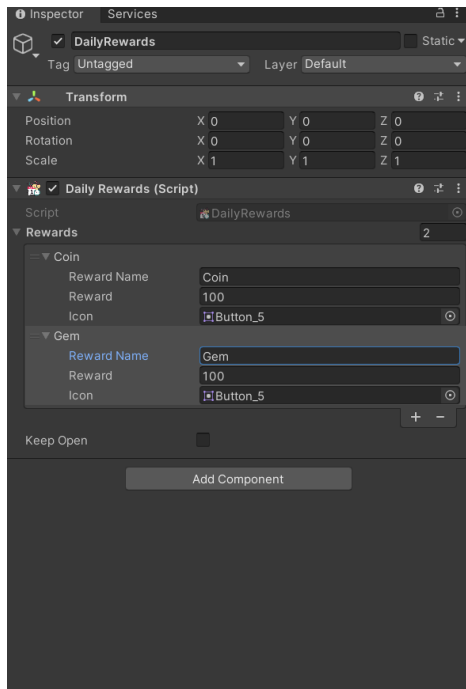 Inspector Services
DailyRewards Static
Tag Untagged Layer Default
Transform
Position X 0 Y 0 Z 0
Rotation X 0 Y 0 Z 0
Scale X 1 Y 1 Z 1
Daily Rewards (Script)
Script DailyRewards
Rewards 2
Coin
Reward Name Coin
Reward 100
Icon Button_5
Gem
Reward Name Gem
Reward 100
Icon Button_5
+ −
Keep Open
Add Component